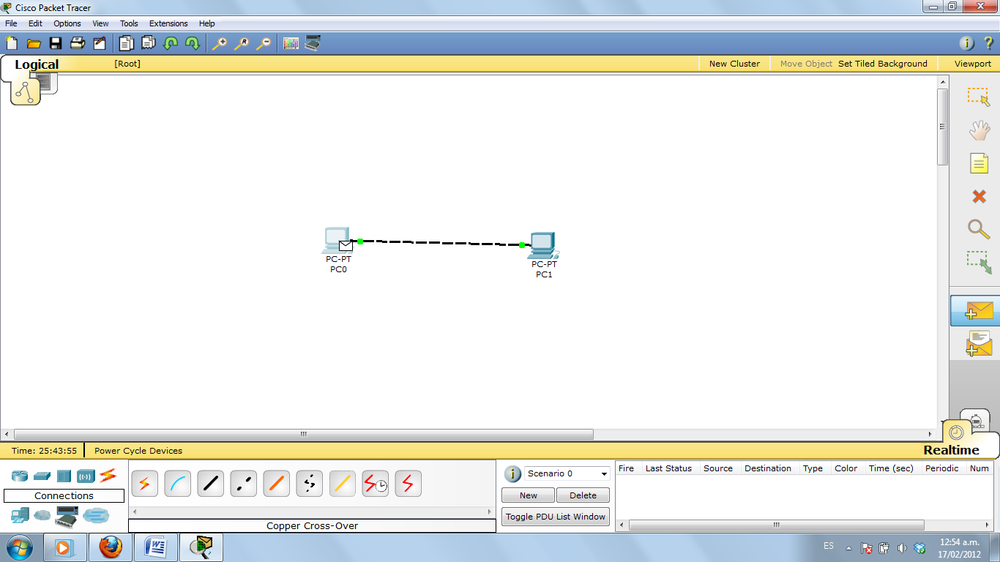 Cisco Packet Tracer
File Edit Options View Tools Extensions Help
Logical [Root] New Cluster Move Object Set Tiled Background Viewport
PC-PT
PC0
PC-PT
PC1
Time: 25:43:55 Power Cycle Devices Realtime
Connections
Copper Cross-Over
Scenario 0
New Delete
Toggle PDU List Window
Fire Last Status Source Destination Type Color Time (sec) Periodic Num
ES 12:54 a.m.
17/02/2012